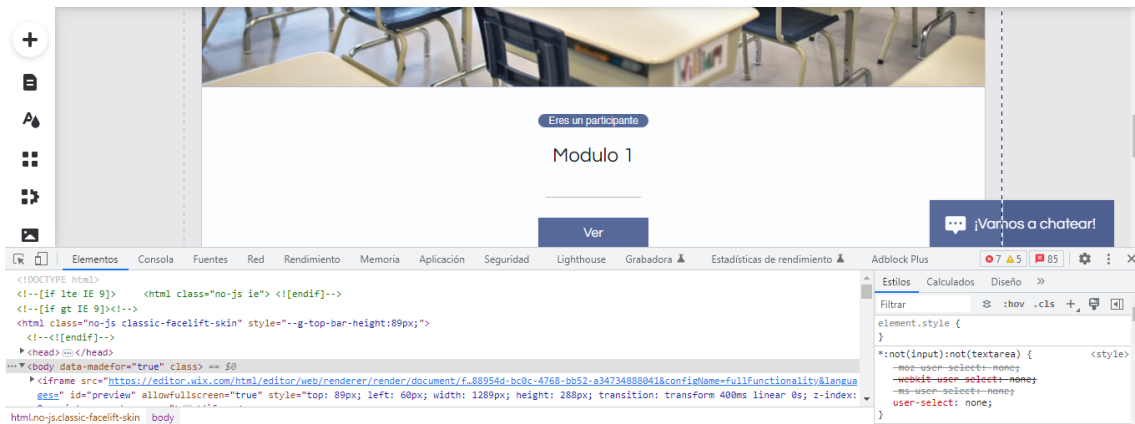 Eres un participante
Modulo 1
Ver
¡Vamos a chatear!
Elementos Consola Fuentes Red Rendimiento Memoria Aplicación Seguridad Lighthouse Grabadora Estadísticas de rendimiento Adblock Plus 7 5 85
<!DOCTYPE html>
<!--[if lte IE 9]> <html class="no-js ie"> <![endif]-->
<!--[if gt IE 9]><!-->
<html class="no-js classic-facelift-skin" style="--g-top-bar-height:89px;">
<!--<![endif]-->
<head>…</head>
<body data-madefor="true" class> == $0
<iframe src="https://editor.wix.com/html/editor/web/renderer/render/document/f…88954-bc0c-4768-bb52-a34734888041&configName=fullFunctionality&langua
ges=" id="preview" allowfullscreen="true" style="top: 89px; left: 60px; width: 1289px; height: 288px; transition: transform 400ms linear 0s; z-index:
html.no-js.classic-facelift-skin body
Estilos Calculados Diseño »
Filtrar :hov .cls +
element.style {
}
*:not(input):not(textarea) { <style>
-moz-user-select: none;
-webkit-user-select: none;
-ms-user-select: none;
user-select: none;
}